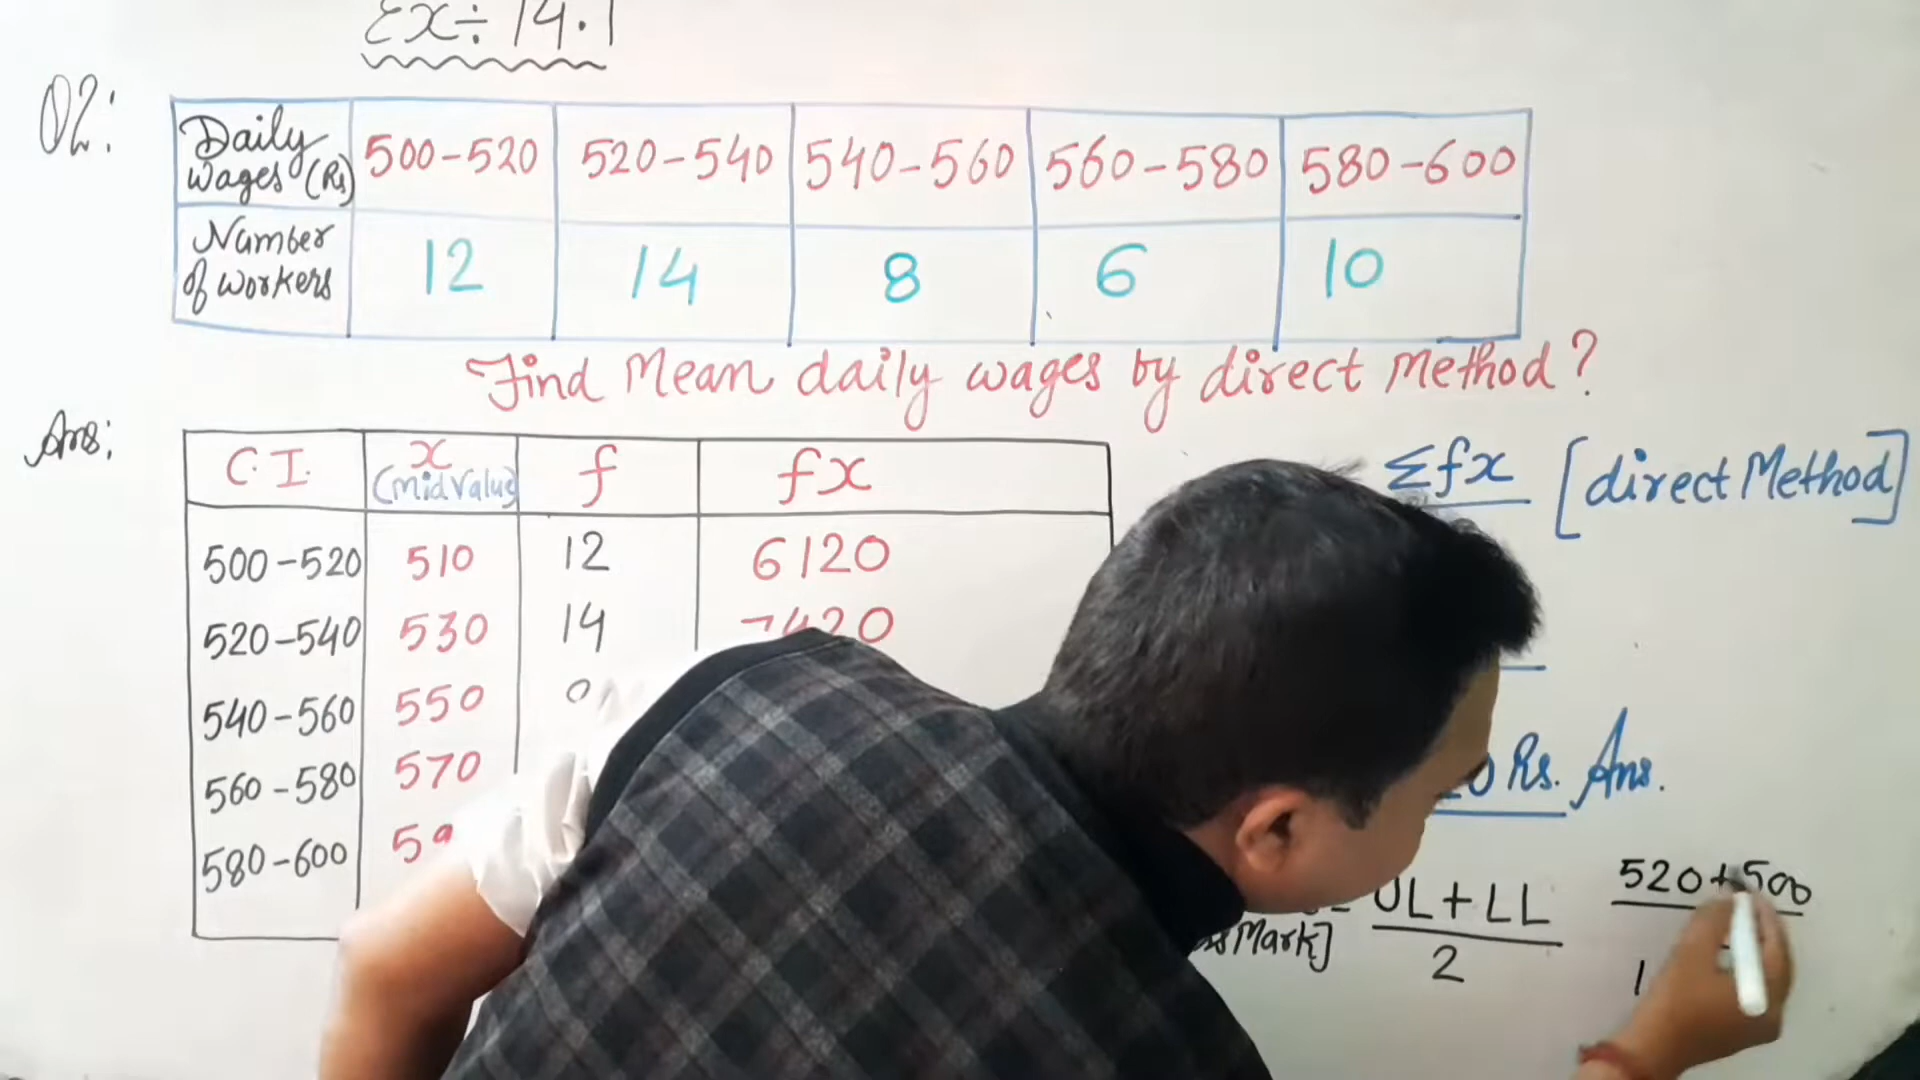 Ex÷ 14.1
Q2:
Daily wages (Rs) 500-520 520-540 540-560 560-580 580-600
Number of workers 12 14 8 6 10
Find Mean daily wages by direct Method?
Ans:
C.I. x (mid value) f fx
500-520 510 12 6120
520-540 530 14 7420
540-560 550
560-580 570
580-600
Σfx [direct Method]
Rs. Ans.
UL+LL
2
Mark]
520+500
1